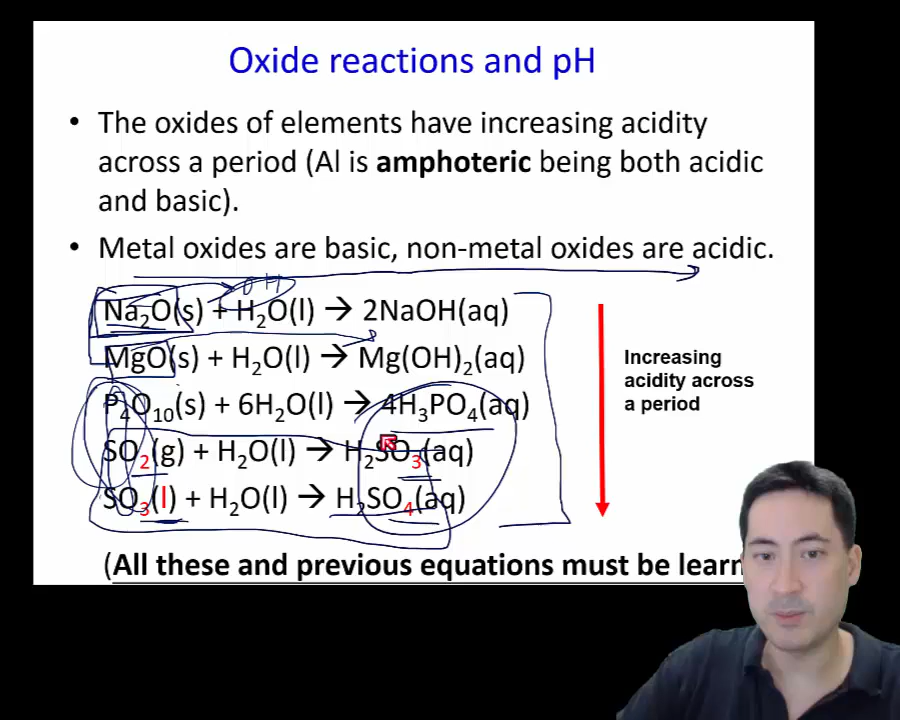 Oxide reactions and pH
• The oxides of elements have increasing acidity
across a period (Al is amphoteric being both acidic
and basic).
• Metal oxides are basic, non-metal oxides are acidic.
OH
Na₂O(s) + H₂O(l) → 2NaOH(aq)
MgO(s) + H₂O(l) → Mg(OH)₂(aq)
P₄O₁₀(s) + 6H₂O(l) → 4H₃PO₄(aq)
SO₂(g) + H₂O(l) → H₂SO₃(aq)
SO₃(l) + H₂O(l) → H₂SO₄(aq)
Increasing
acidity across
a period
(All these and previous equations must be learn